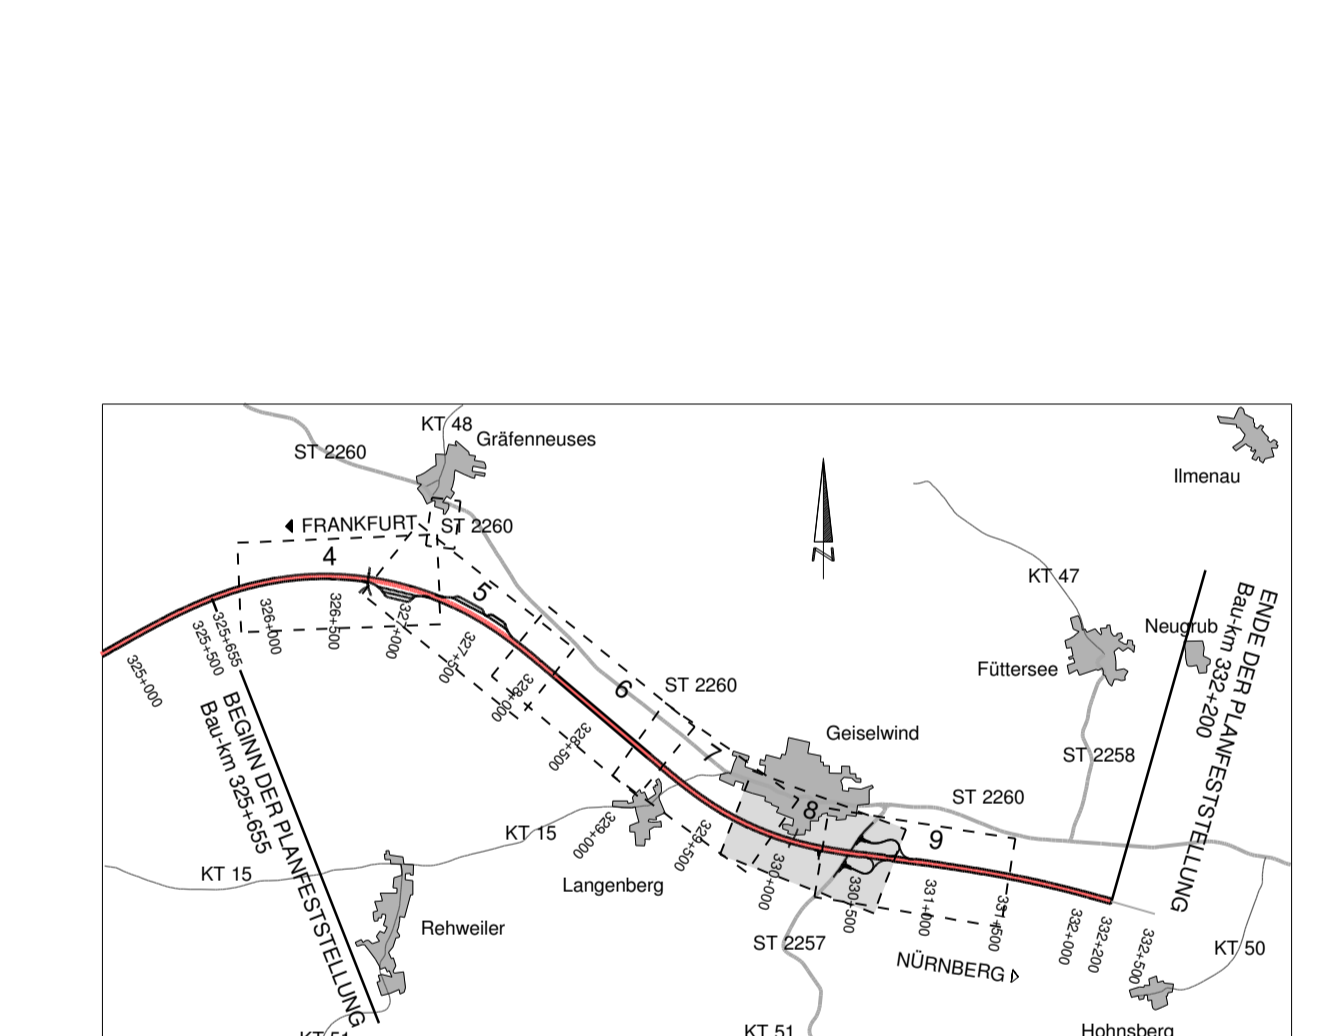 KT 48
Gräfenneuses
ST 2260
Ilmenau
FRANKFURT
ST 2260
4
5
KT 47
Neugrub
Füttersee
ENDE DER PLANFESTSTELLUNG
Bau-km 332+200
325+000
325+500
325+655
326+000
326+500
327+000
327+500
328+000
328+500
6
ST 2260
7
Geiselwind
ST 2258
ST 2260
8
9
BEGINN DER PLANFESTSTELLUNG
Bau-km 325+655
KT 15
KT 15
329+000
329+500
330+000
330+500
331+000
331+500
332+000
332+200
332+500
Langenberg
Rehweiler
ST 2257
NÜRNBERG
N
KT 50
KT 51
KT 51
Hohnsberg